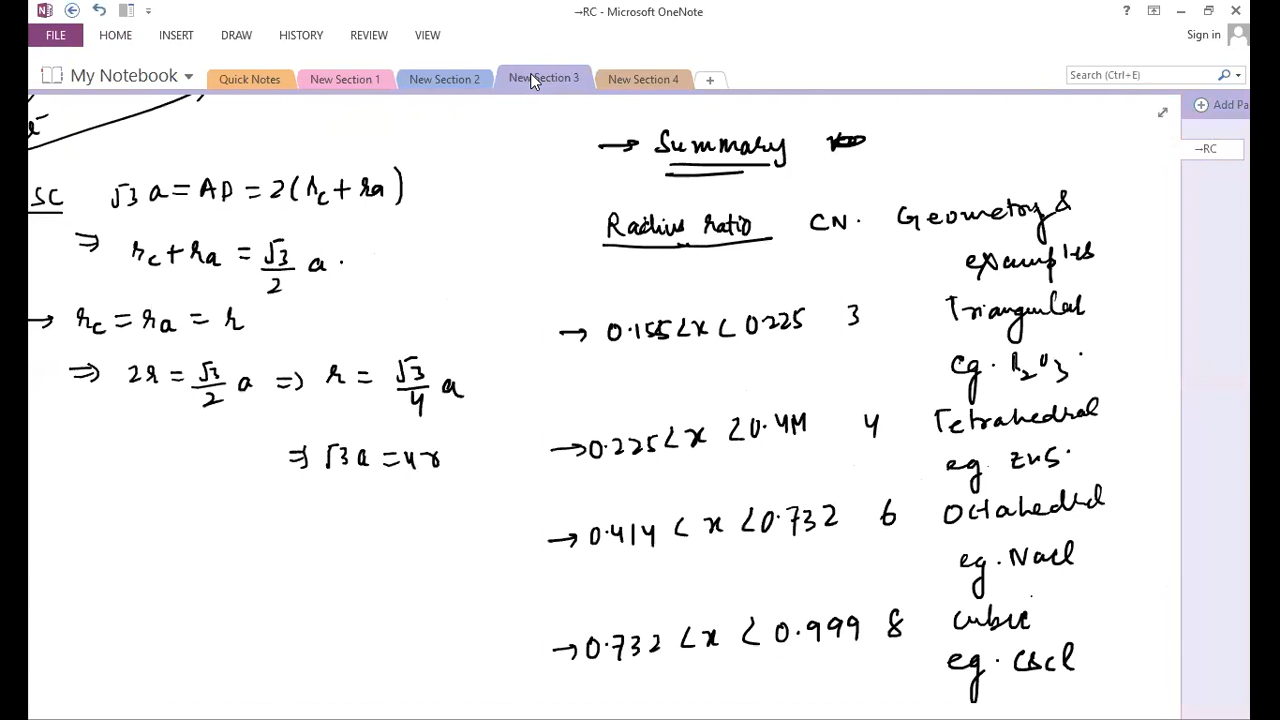 →RC - Microsoft OneNote
?
Sign in
FILE HOME INSERT DRAW HISTORY REVIEW VIEW
My Notebook Quick Notes New Section 1 New Section 2 New Section 3 New Section 4 +
Search (Ctrl+E)
Add Pa
→RC
e⁻
→ Summary
SC √3 a = AD = 2(rc + ra)
⇒ rc + ra = √3/2 a.
→ rc = ra = r
⇒ 2r = √3/2 a ⇒ r = √3/4 a
⇒ √3a = 4r
Radius ratio CN. Geometry &
examples
→ 0.155 < x < 0.225 3 Triangular
eg. B2O3.
→ 0.225 < x < 0.414 4 Tetrahedral
eg. ZnS.
→ 0.414 < x < 0.732 6 Octahedral
eg. NaCl
→ 0.732 < x < 0.999 8 cubic
eg. CsCl